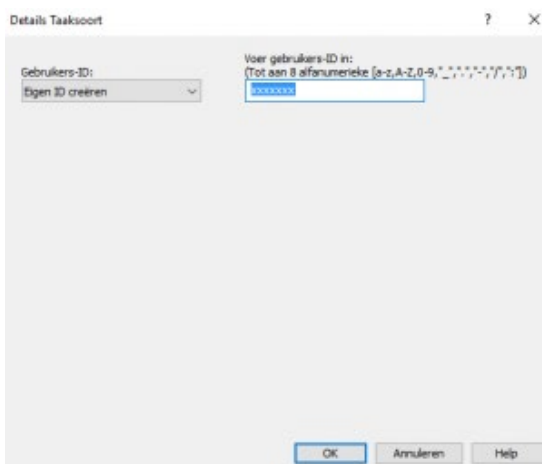 Details Taaksoort
Voer gebruikers-ID in:
Gebruikers-ID:
(Tot aan 8 alfanumerieke [a-z,A-Z,0-9,"_",".","-","/",":"])
Eigen ID creëren
xxxxxxx
OK
Annuleren
Help